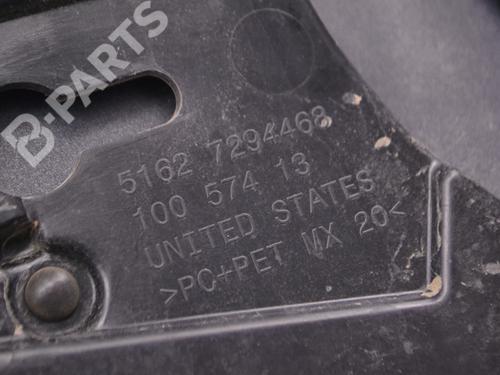 B-PARTS
5162 7294468
100 574 13
UNITED STATES
>PC+PET MX 20<